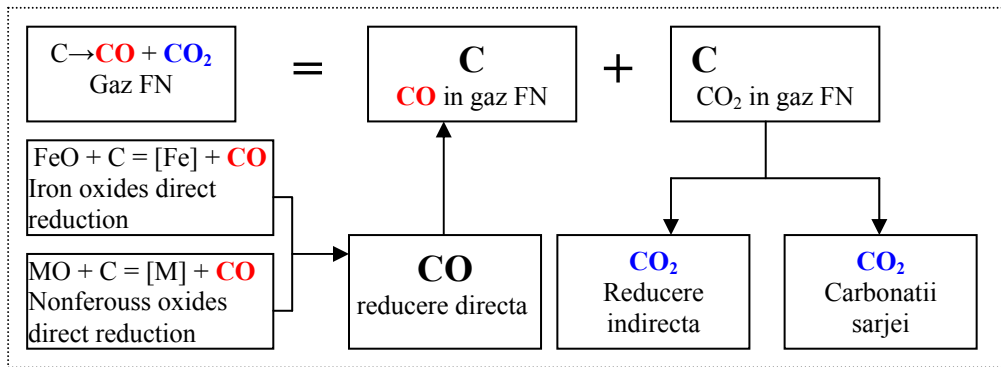 C→CO + CO₂
Gaz FN
=
C
CO in gaz FN
+
C
CO₂ in gaz FN
FeO + C = [Fe] + CO
Iron oxides direct
reduction
MO + C = [M] + CO
Nonferouss oxides
direct reduction
CO
reducere directa
CO₂
Reducere
indirecta
CO₂
Carbonatii
sarjei